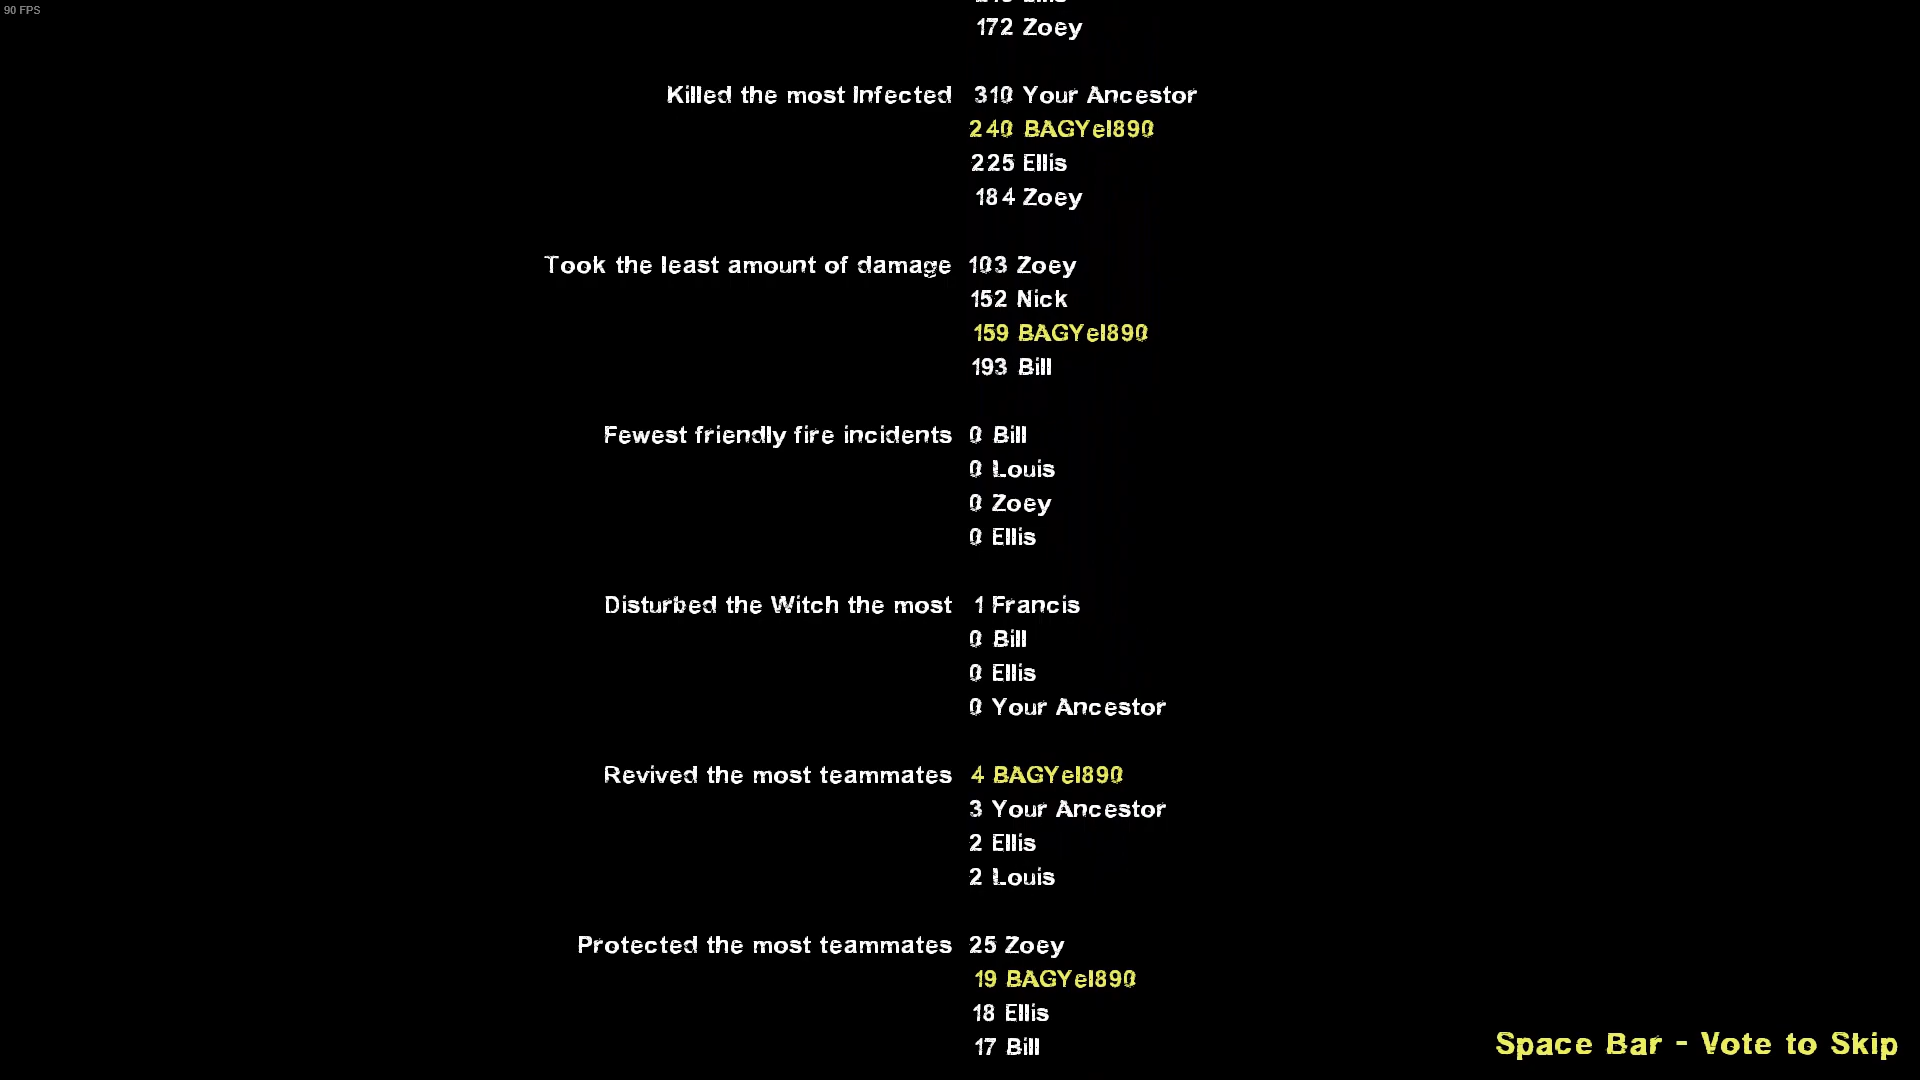 90 FPS
172 Zoey
Killed the most Infected 310 Your Ancestor
240 BAGYel890
225 Ellis
184 Zoey
Took the least amount of damage 103 Zoey
152 Nick
159 BAGYel890
193 Bill
Fewest friendly fire incidents 0 Bill
0 Louis
0 Zoey
0 Ellis
Disturbed the Witch the most 1 Francis
0 Bill
0 Ellis
0 Your Ancestor
Revived the most teammates 4 BAGYel890
3 Your Ancestor
2 Ellis
2 Louis
Protected the most teammates 25 Zoey
19 BAGYel890
18 Ellis
17 Bill
Space Bar - Vote to Skip